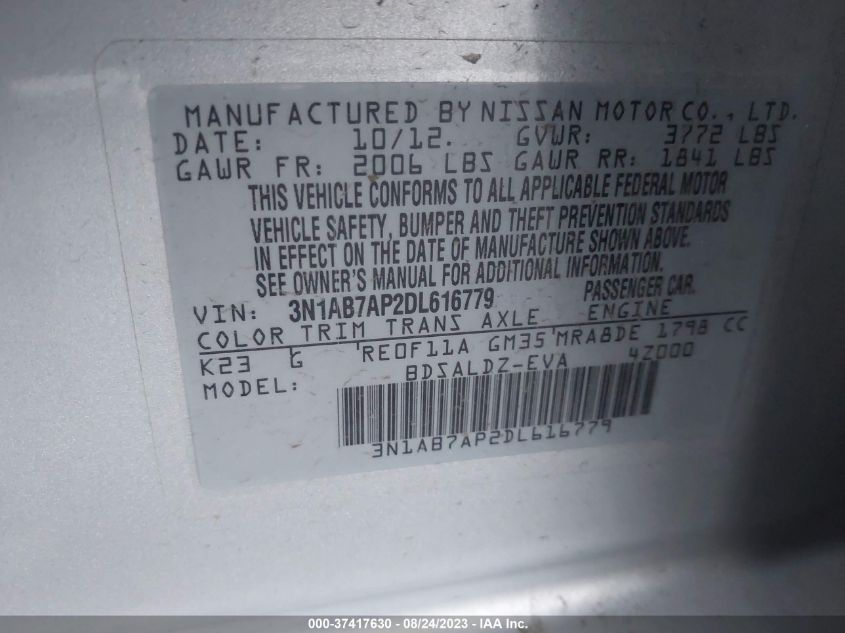 MANUFACTURED BY NISSAN MOTOR CO., LTD.
DATE: 10/12. GVWR: 3772 LBS
GAWR FR: 2006 LBS GAWR RR: 1841 LBS
THIS VEHICLE CONFORMS TO ALL APPLICABLE FEDERAL MOTOR
VEHICLE SAFETY, BUMPER AND THEFT PREVENTION STANDARDS
IN EFFECT ON THE DATE OF MANUFACTURE SHOWN ABOVE.
SEE OWNER'S MANUAL FOR ADDITIONAL INFORMATION.
VIN: 3N1AB7AP2DL616779 PASSENGER CAR.
COLOR TRIM TRANS AXLE ENGINE
K23 G RE0F11A GM35 MRA8DE 1798 CC
MODEL: BDSALDZ-EVA 4Z000
3N1AB7AP2DL616779
000-37417630 - 08/24/2023 - IAA Inc.